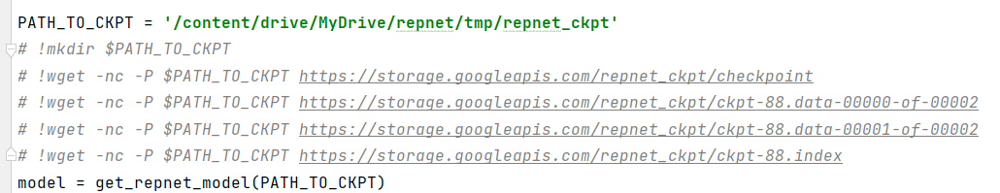 PATH_TO_CKPT = '/content/drive/MyDrive/repnet/tmp/repnet_ckpt'
# !mkdir $PATH_TO_CKPT
# !wget -nc -P $PATH_TO_CKPT https://storage.googleapis.com/repnet_ckpt/checkpoint
# !wget -nc -P $PATH_TO_CKPT https://storage.googleapis.com/repnet_ckpt/ckpt-88.data-00000-of-00002
# !wget -nc -P $PATH_TO_CKPT https://storage.googleapis.com/repnet_ckpt/ckpt-88.data-00001-of-00002
# !wget -nc -P $PATH_TO_CKPT https://storage.googleapis.com/repnet_ckpt/ckpt-88.index
model = get_repnet_model(PATH_TO_CKPT)